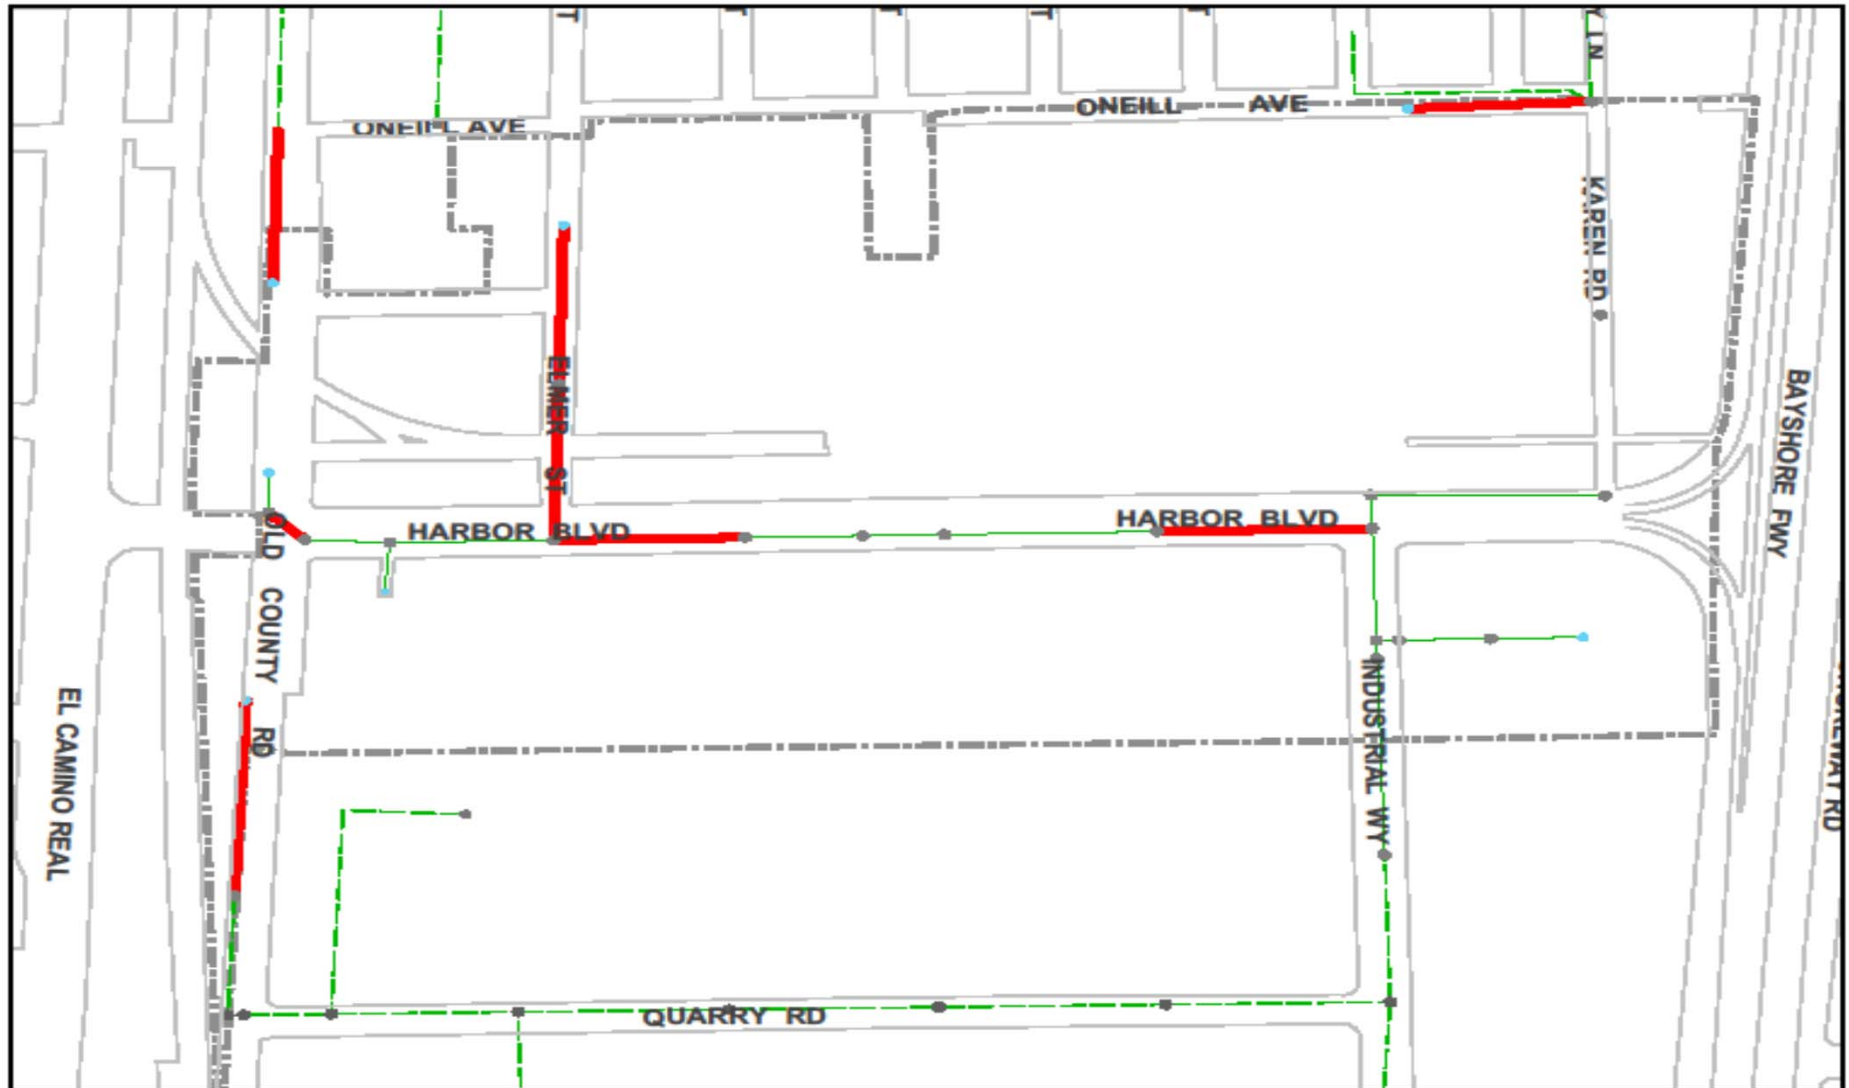 ONEILL AVE
ONEILL AVE
KAREN RD
ELMER ST
BAYSHORE FWY
HARBOR BLVD
HARBOR BLVD
OLD COUNTY RD
EL CAMINO REAL
INDUSTRIAL WY
QUARRY RD